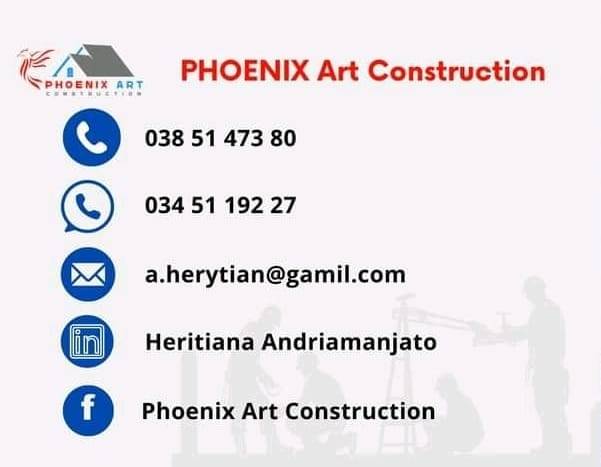 PHOENIX ART
CONSTRUCTION
PHOENIX Art Construction
038 51 473 80
034 51 192 27
a.herytian@gamil.com
in
Heritiana Andriamanjato
f
Phoenix Art Construction